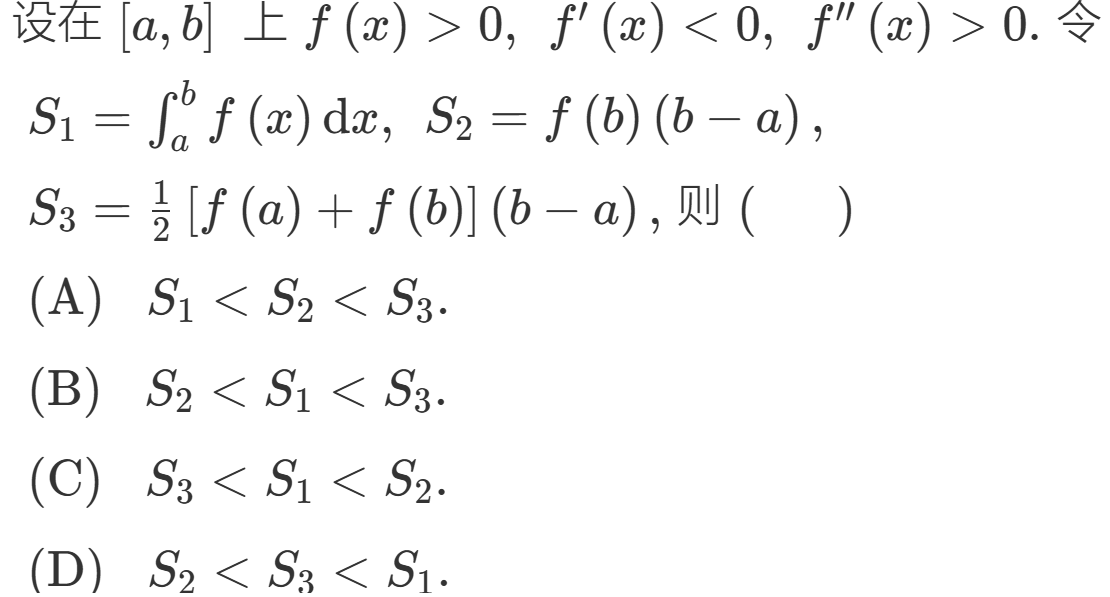 设在 [a, b] 上 f (x) > 0, f′ (x) < 0, f″ (x) > 0. 令
S₁ = ∫ₐᵇ f (x) dx, S₂ = f (b) (b − a) ,
S₃ = ½ [f (a) + f (b)] (b − a) , 则 (  )
(A) S₁ < S₂ < S₃.
(B) S₂ < S₁ < S₃.
(C) S₃ < S₁ < S₂.
(D) S₂ < S₃ < S₁.